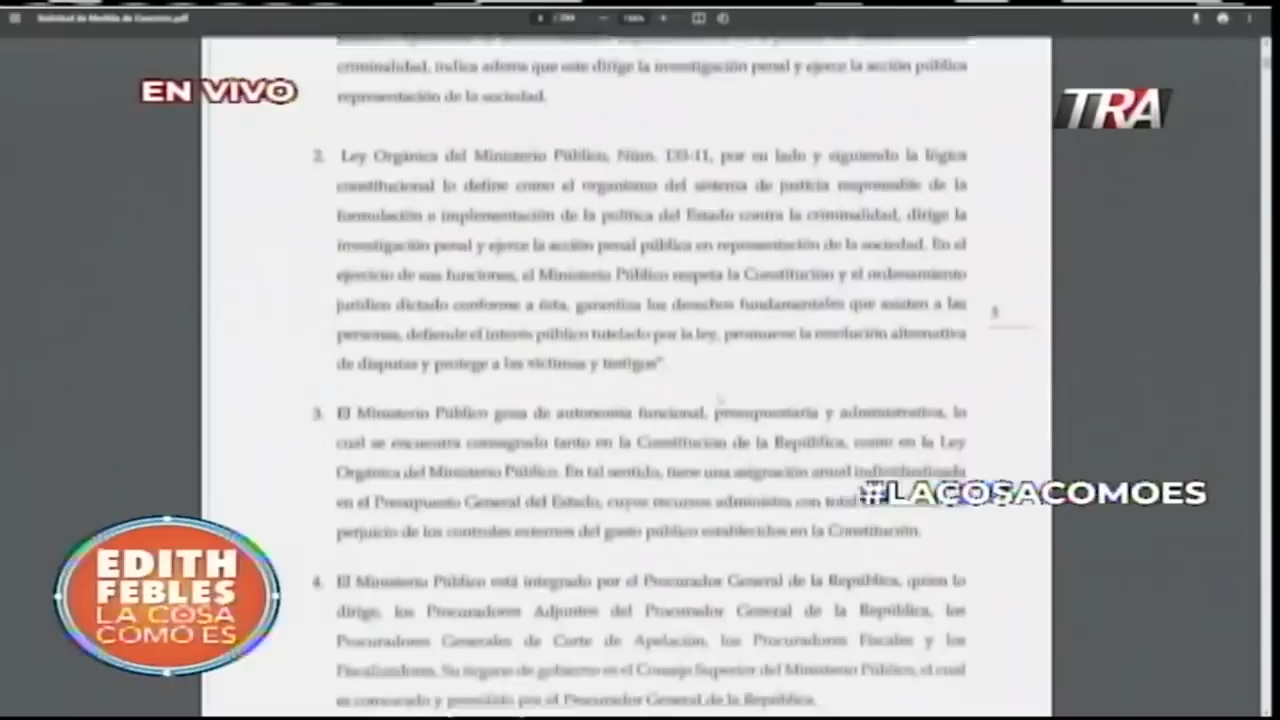 Solicitud de Medida de Coerción.pdf
criminalidad, indica adema que este dirige la investigación penal y ejerce la acción pública
representación de la sociedad.
EN VIVO
TRA
2. Ley Orgánica del Ministerio Público, Núm. 133-11, por su lado y siguiendo la lógica
constitucional lo define como el organismo del sistema de justicia responsable de la
formulación e implementación de la política del Estado contra la criminalidad, dirige la
investigación penal y ejerce la acción penal pública en representación de la sociedad. En el
ejercicio de sus funciones, el Ministerio Público respeta la Constitución y el ordenamiento
jurídico dictado conforme a ésta, garantiza los derechos fundamentales que asisten a las
personas, defiende el interés público tutelado por la ley, promueve la resolución alternativa
de disputas y protege a las víctimas y testigos".
3. El Ministerio Público goza de autonomía funcional, presupuestaria y administrativa, lo
cual se encuentra consagrado tanto en la Constitución de la República, como en la Ley
Orgánica del Ministerio Público. En tal sentido, tiene una asignación anual individualizada
en el Presupuesto General del Estado, cuyos recursos administra con total
#LACOSACOMOES
perjuicio de los controles externos del gasto público establecidos en la Constitución.
4. El Ministerio Público está integrado por el Procurador General de la República, quien lo
dirige, los Procuradores Adjuntos del Procurador General de la República, los
Procuradores Generales de Corte de Apelación, los Procuradores Fiscales y los
Fiscalizadores. Su órgano de gobierno es el Consejo Superior del Ministerio Público, el cual
es convocado y presidido por el Procurador General de la República.
EDITH
FEBLES
LA COSA
COMO ES